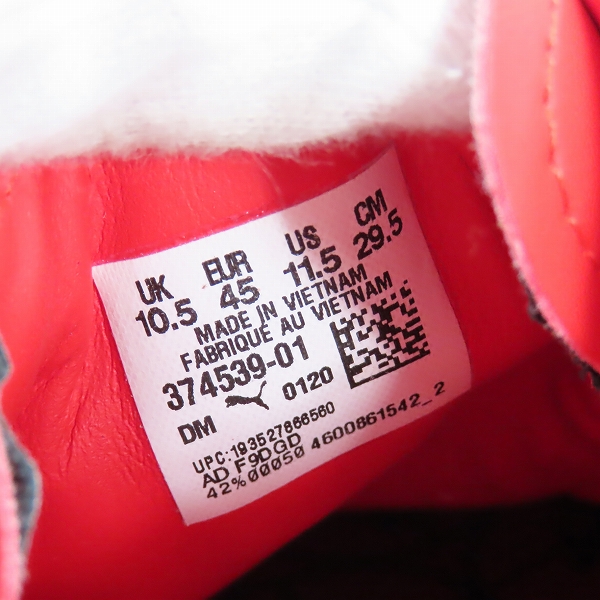 UK EUR US CM
10.5 45 11.5 29.5
MADE IN VIETNAM
FABRIQUÉ AU VIETNAM
374539-01
DM 0120
UPC:193527866560
AD F9DGD
42%00050 4600861542_2